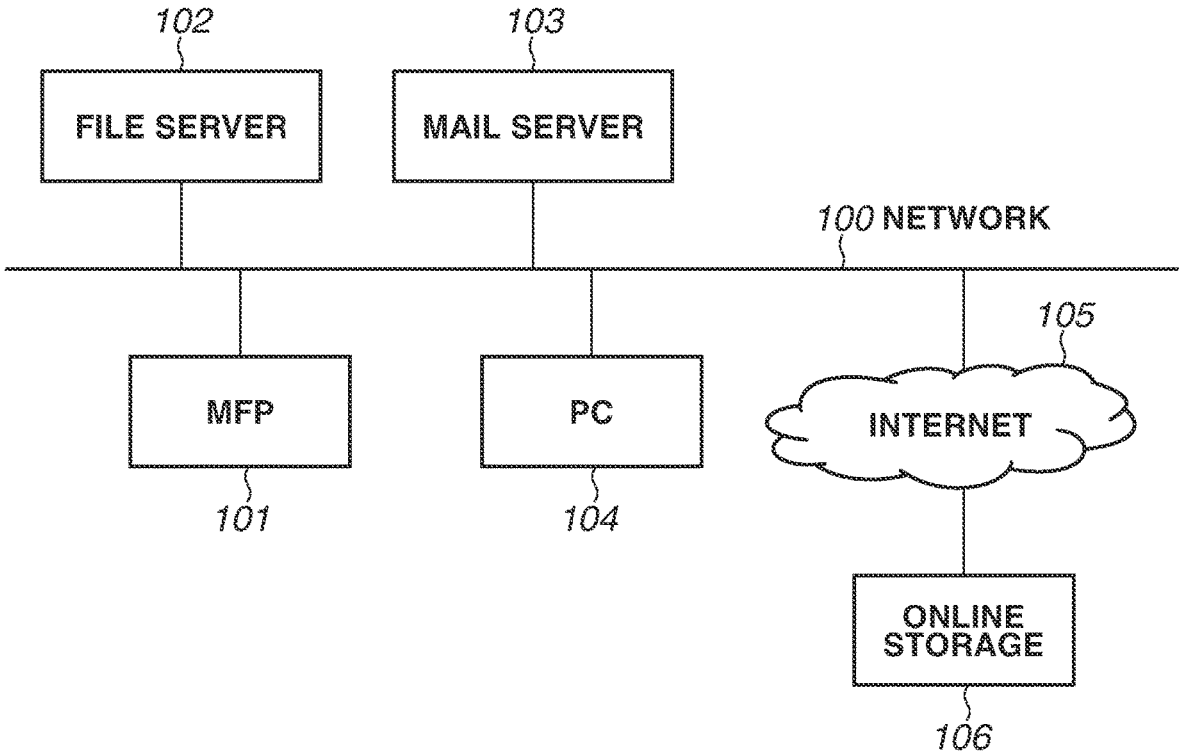 102
103
FILE SERVER
MAIL SERVER
100 NETWORK
105
MFP
PC
INTERNET
101
104
ONLINE
STORAGE
106